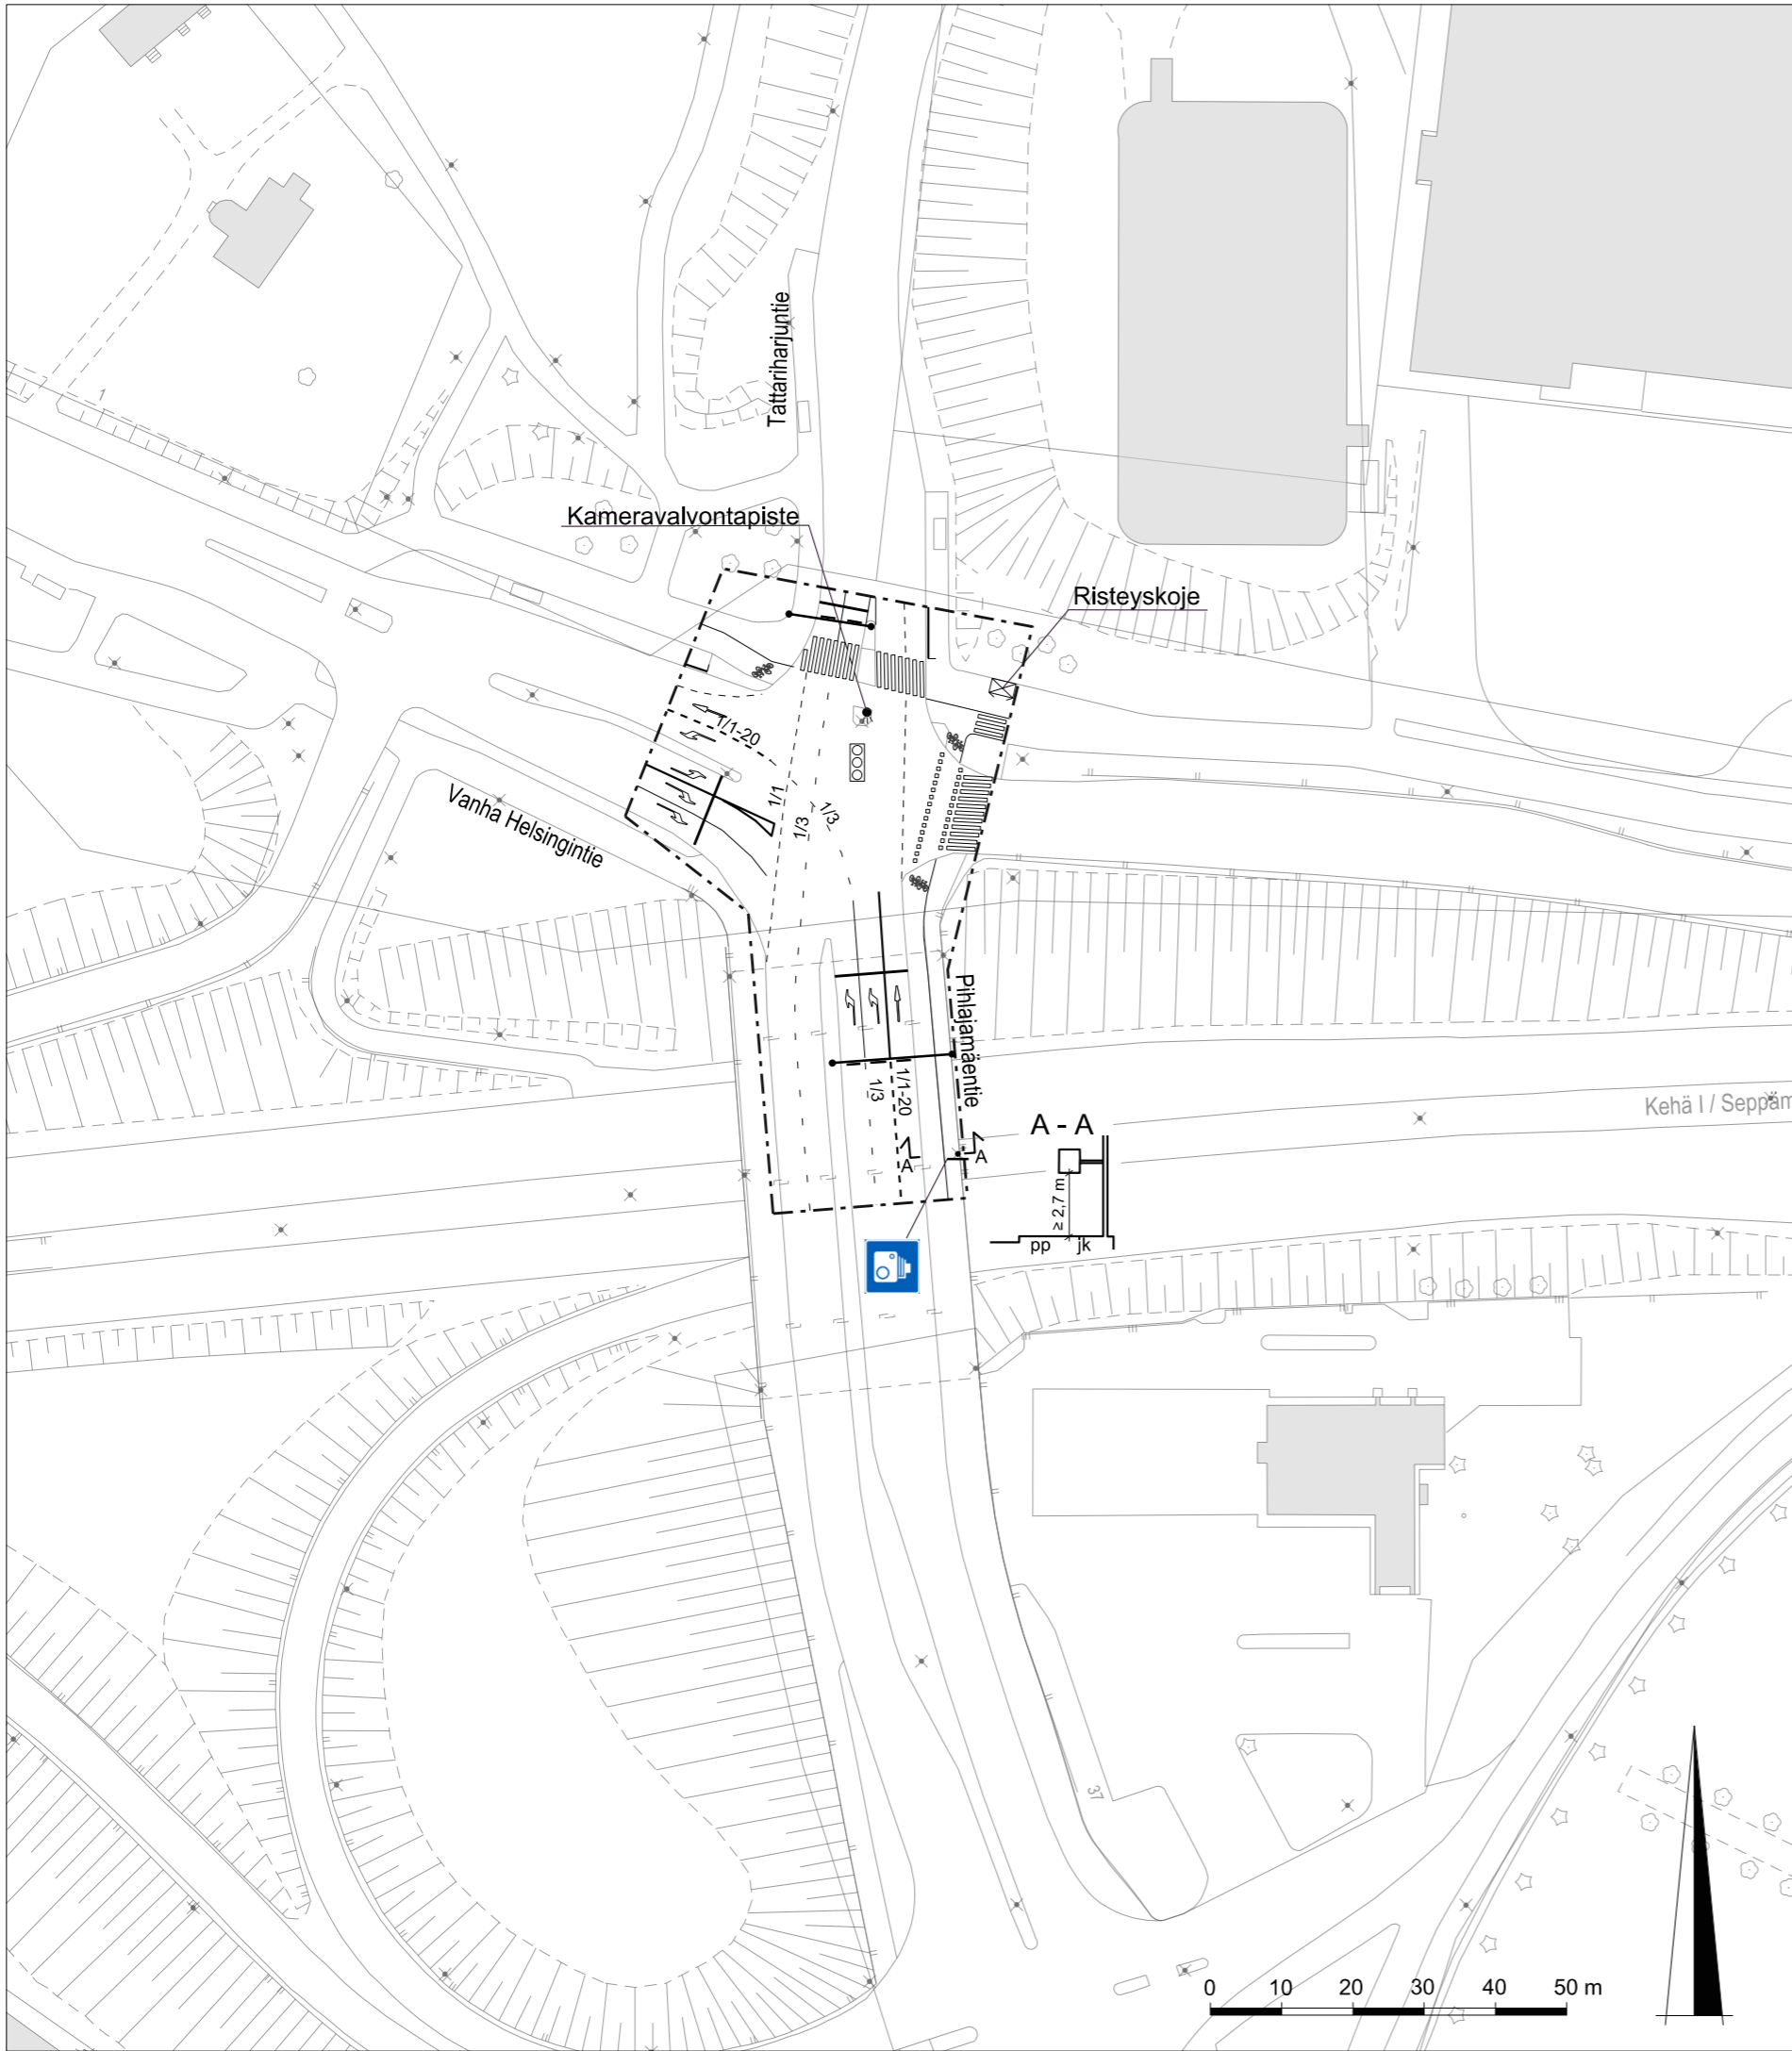 1
Tattariharjuntie
Kameravalvontapiste
Risteyskoje
1/1-20
Vanha Helsingintie
1/1
1/3
1/3
Pihlajamäentie
1/3
1/1-20
Kehä I / Seppäm
A - A
A
A
≥ 2,7 m
pp
jk
37
0
10
20
30
40
50 m